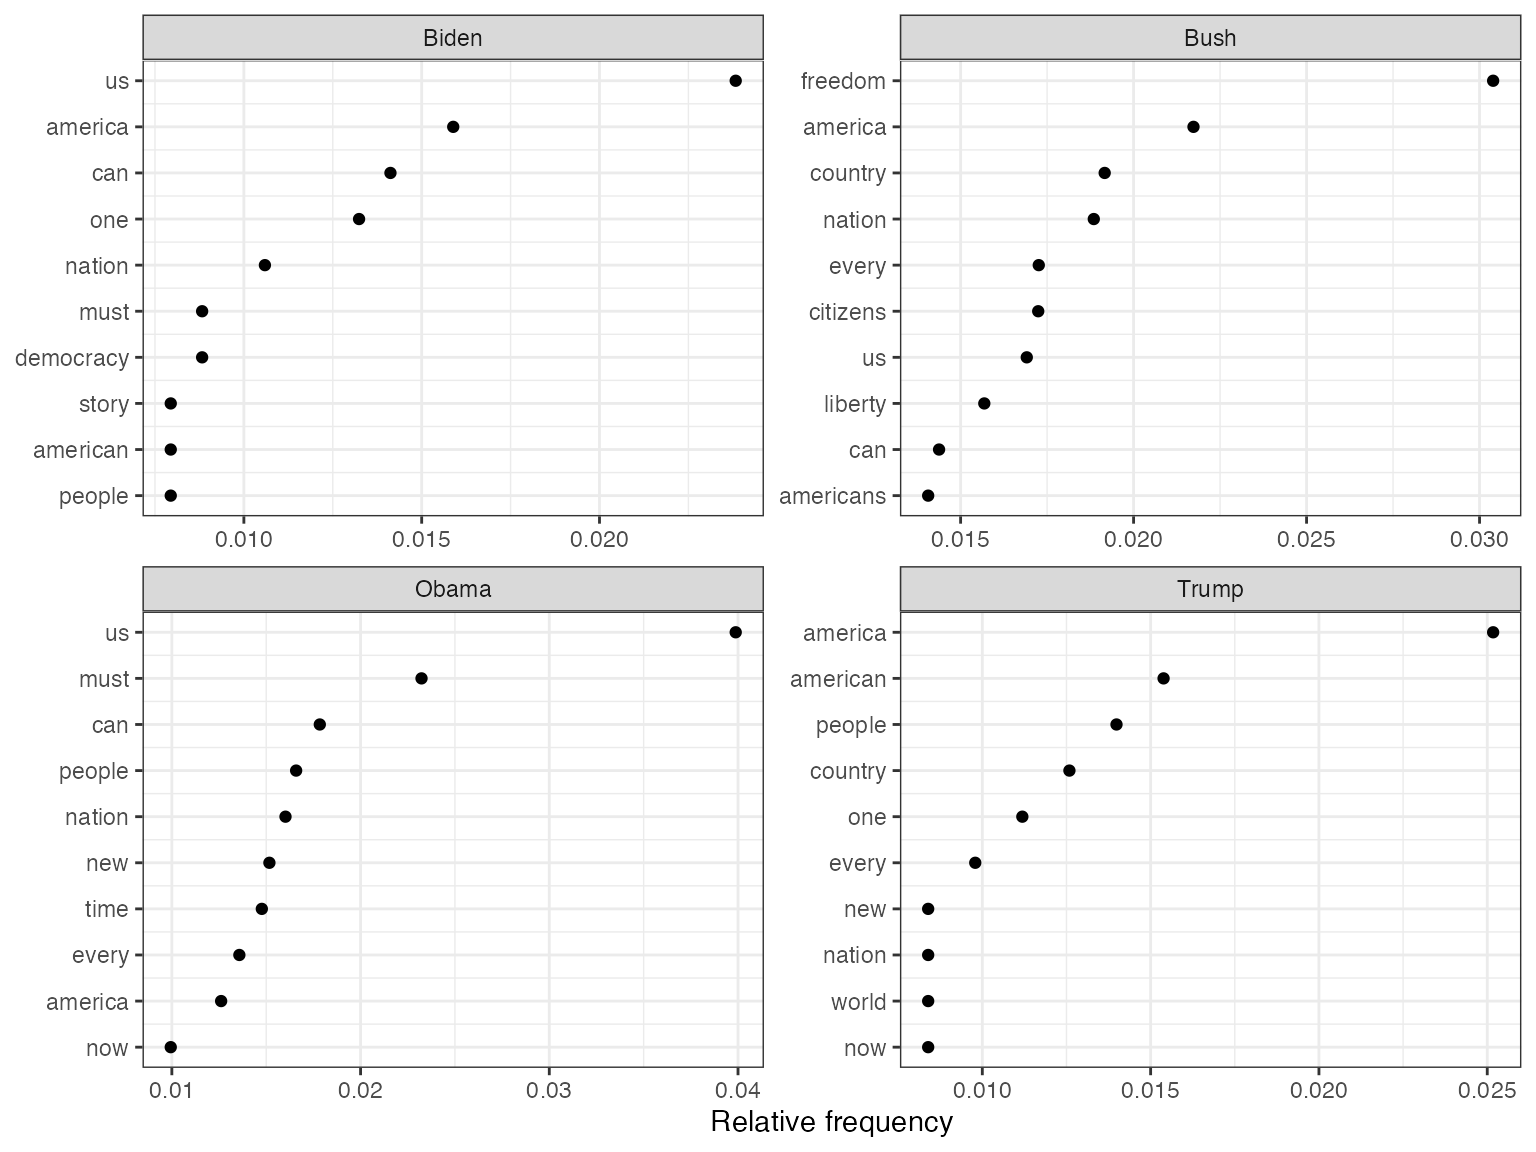 Biden
us
america
can
one
nation
must
democracy
story
american
people
0.010 0.015 0.020
Bush
freedom
america
country
nation
every
citizens
us
liberty
can
americans
0.015 0.020 0.025 0.030
Obama
us
must
can
people
nation
new
time
every
america
now
0.01 0.02 0.03 0.04
Trump
america
american
people
country
one
every
new
nation
world
now
0.010 0.015 0.020 0.025
Relative frequency